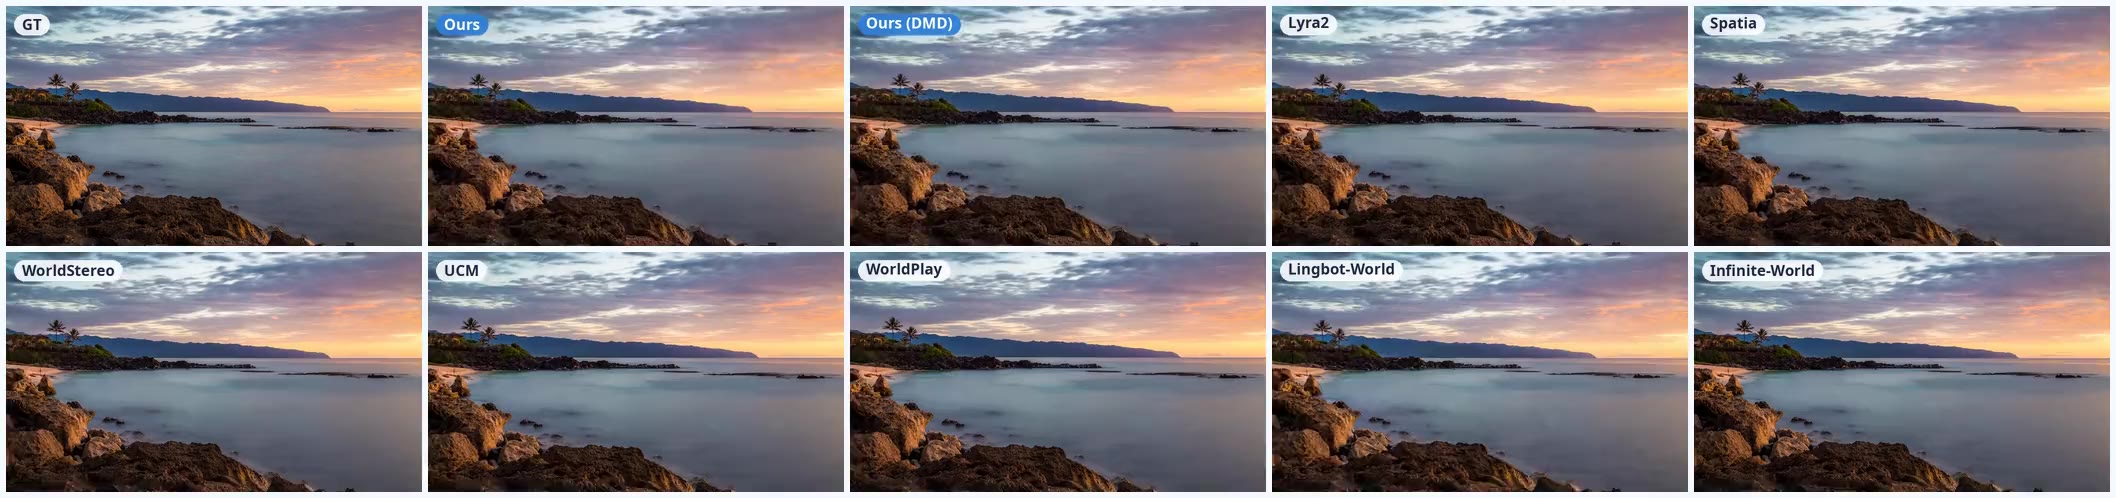 GT
Ours
Ours (DMD)
Lyra2
Spatia
WorldStereo
UCM
WorldPlay
Lingbot-World
Infinite-World